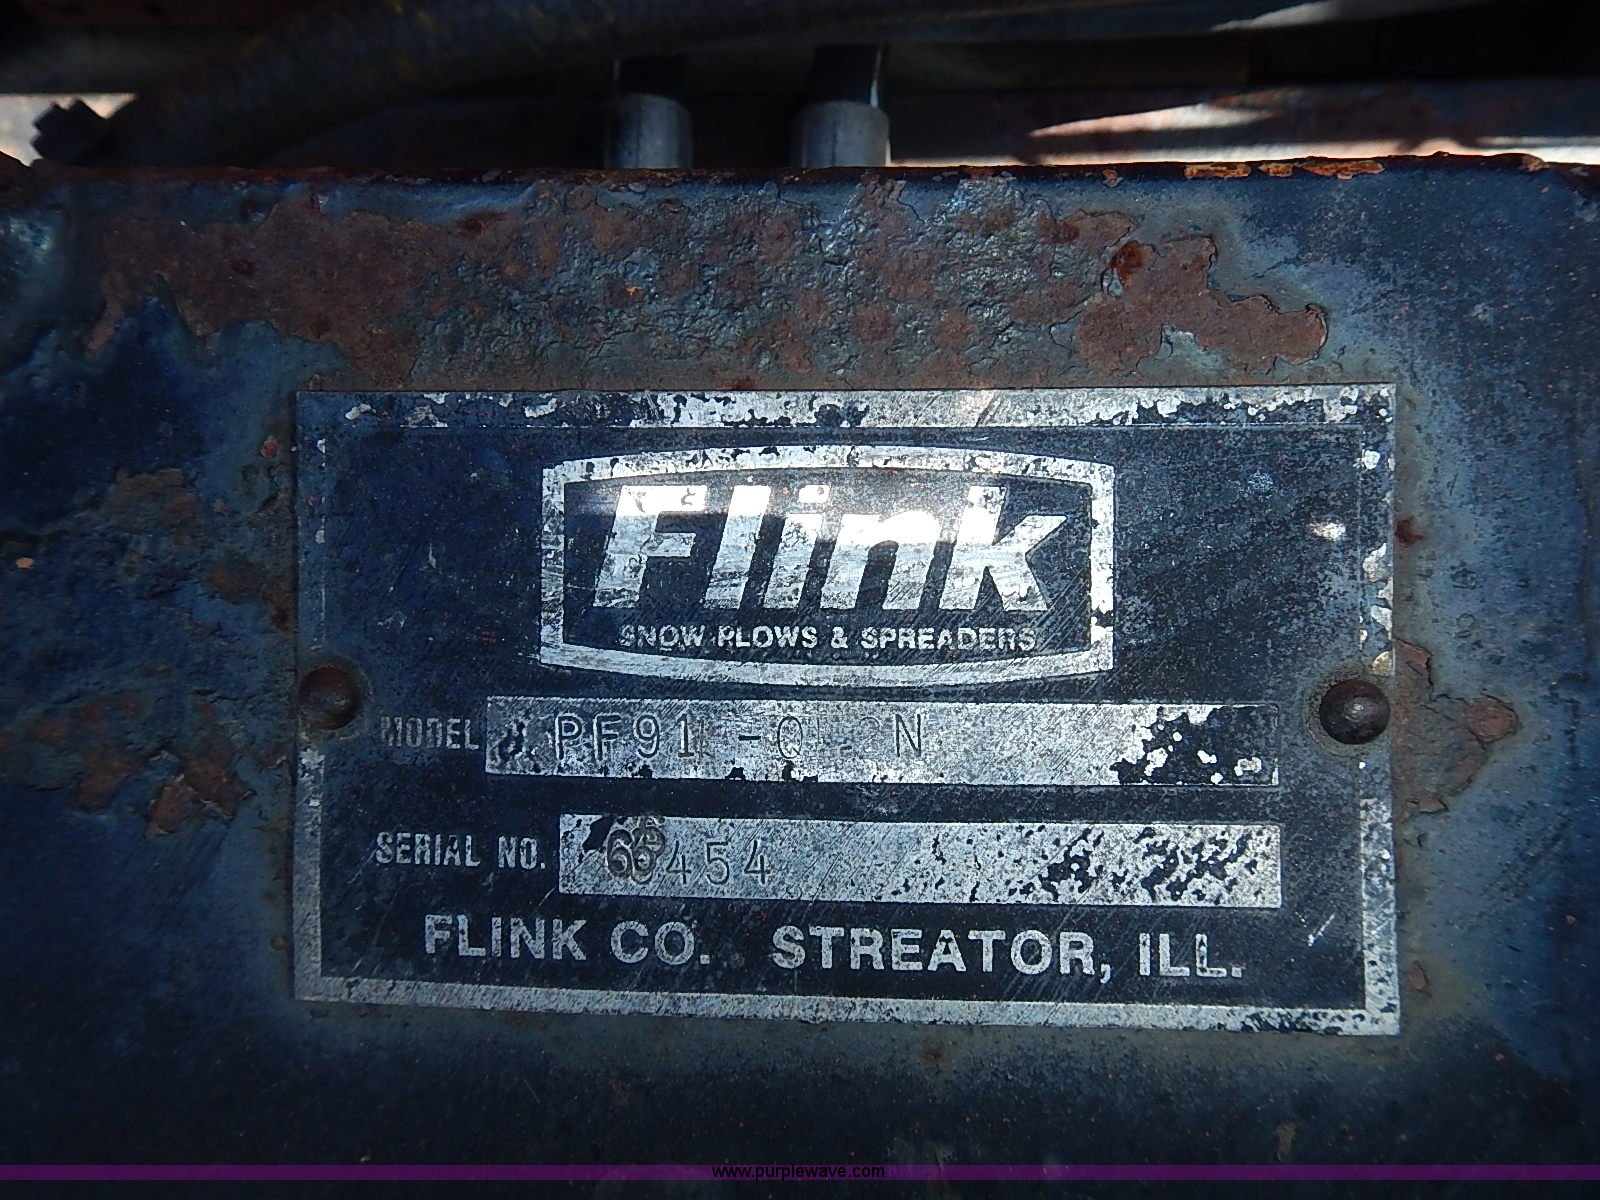 Flink
SNOW PLOWS & SPREADERS
MODEL
SERIAL NO.
FLINK CO. STREATOR, ILL.
www.purplewave.com